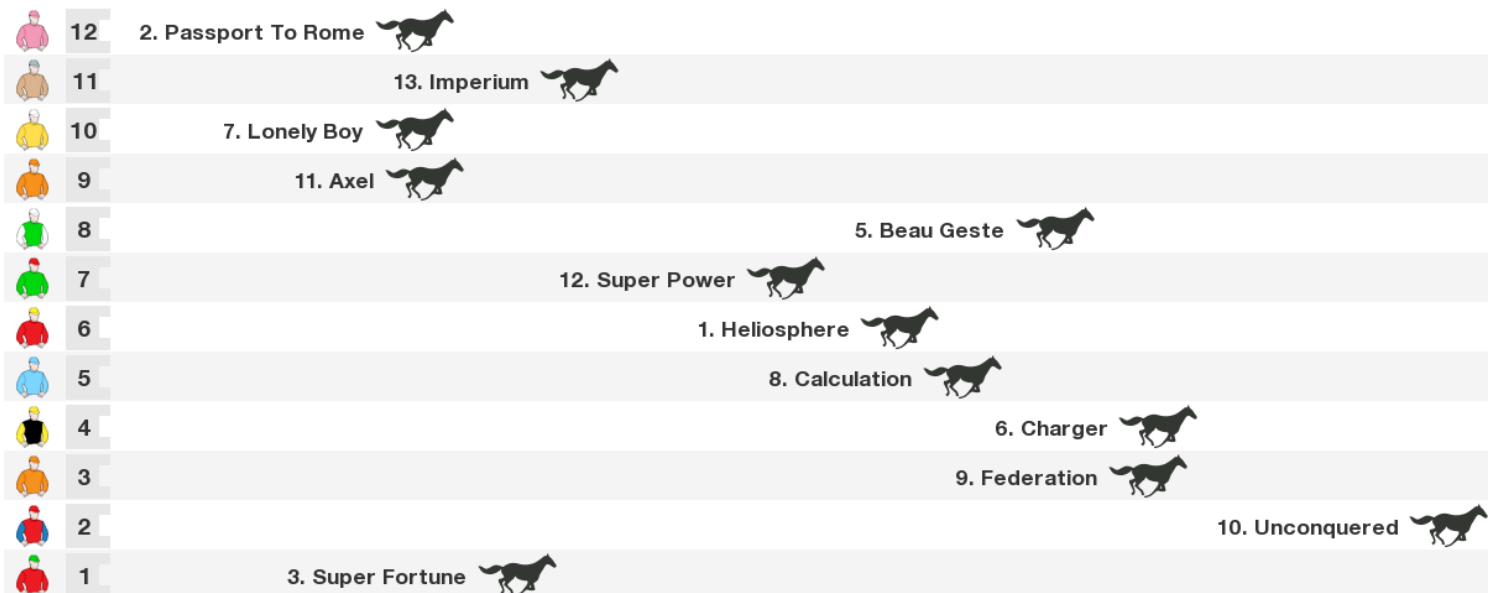 12 2. Passport To Rome
11 13. Imperium
10 7. Lonely Boy
9 11. Axel
8 5. Beau Geste
7 12. Super Power
6 1. Heliosphere
5 8. Calculation
4 6. Charger
3 9. Federation
2 10. Unconquered
1 3. Super Fortune